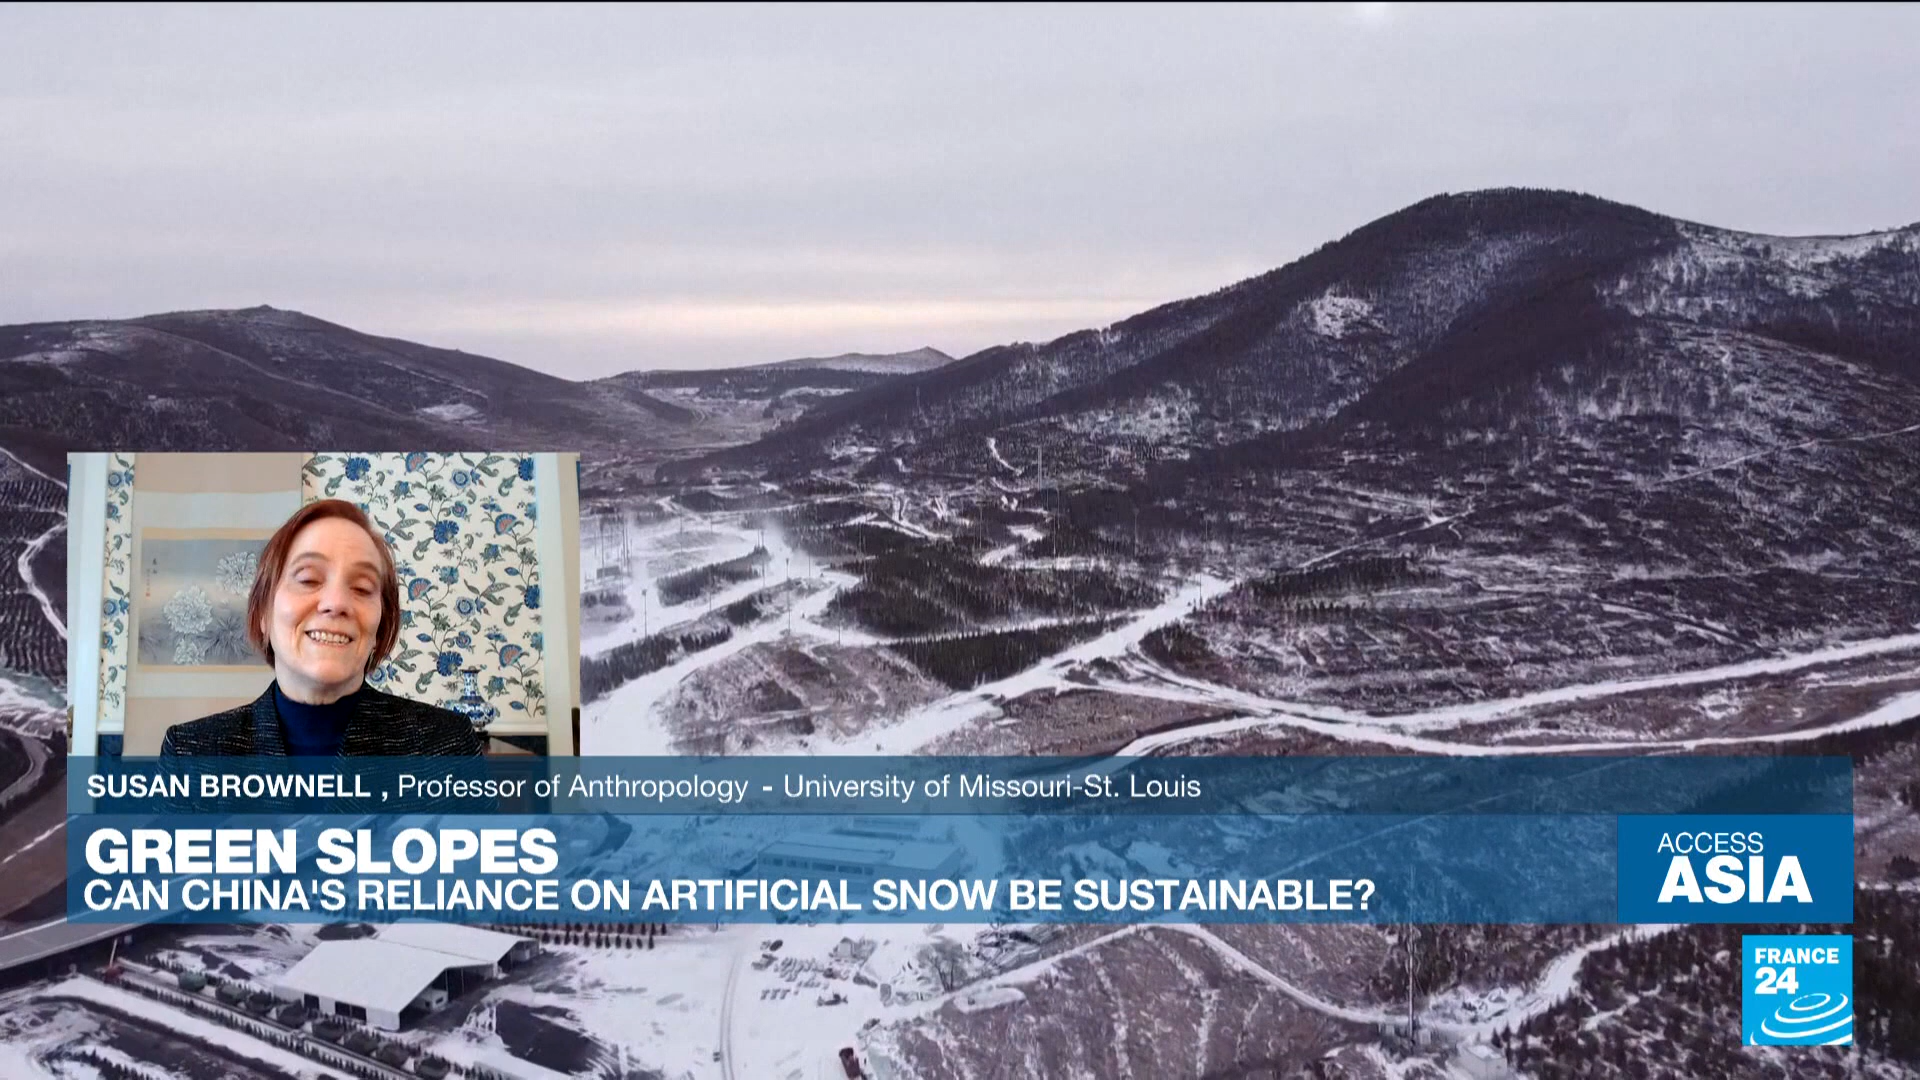 SUSAN BROWNELL , Professor of Anthropology - University of Missouri-St. Louis
GREEN SLOPES
CAN CHINA'S RELIANCE ON ARTIFICIAL SNOW BE SUSTAINABLE?
ACCESS
ASIA
FRANCE
24